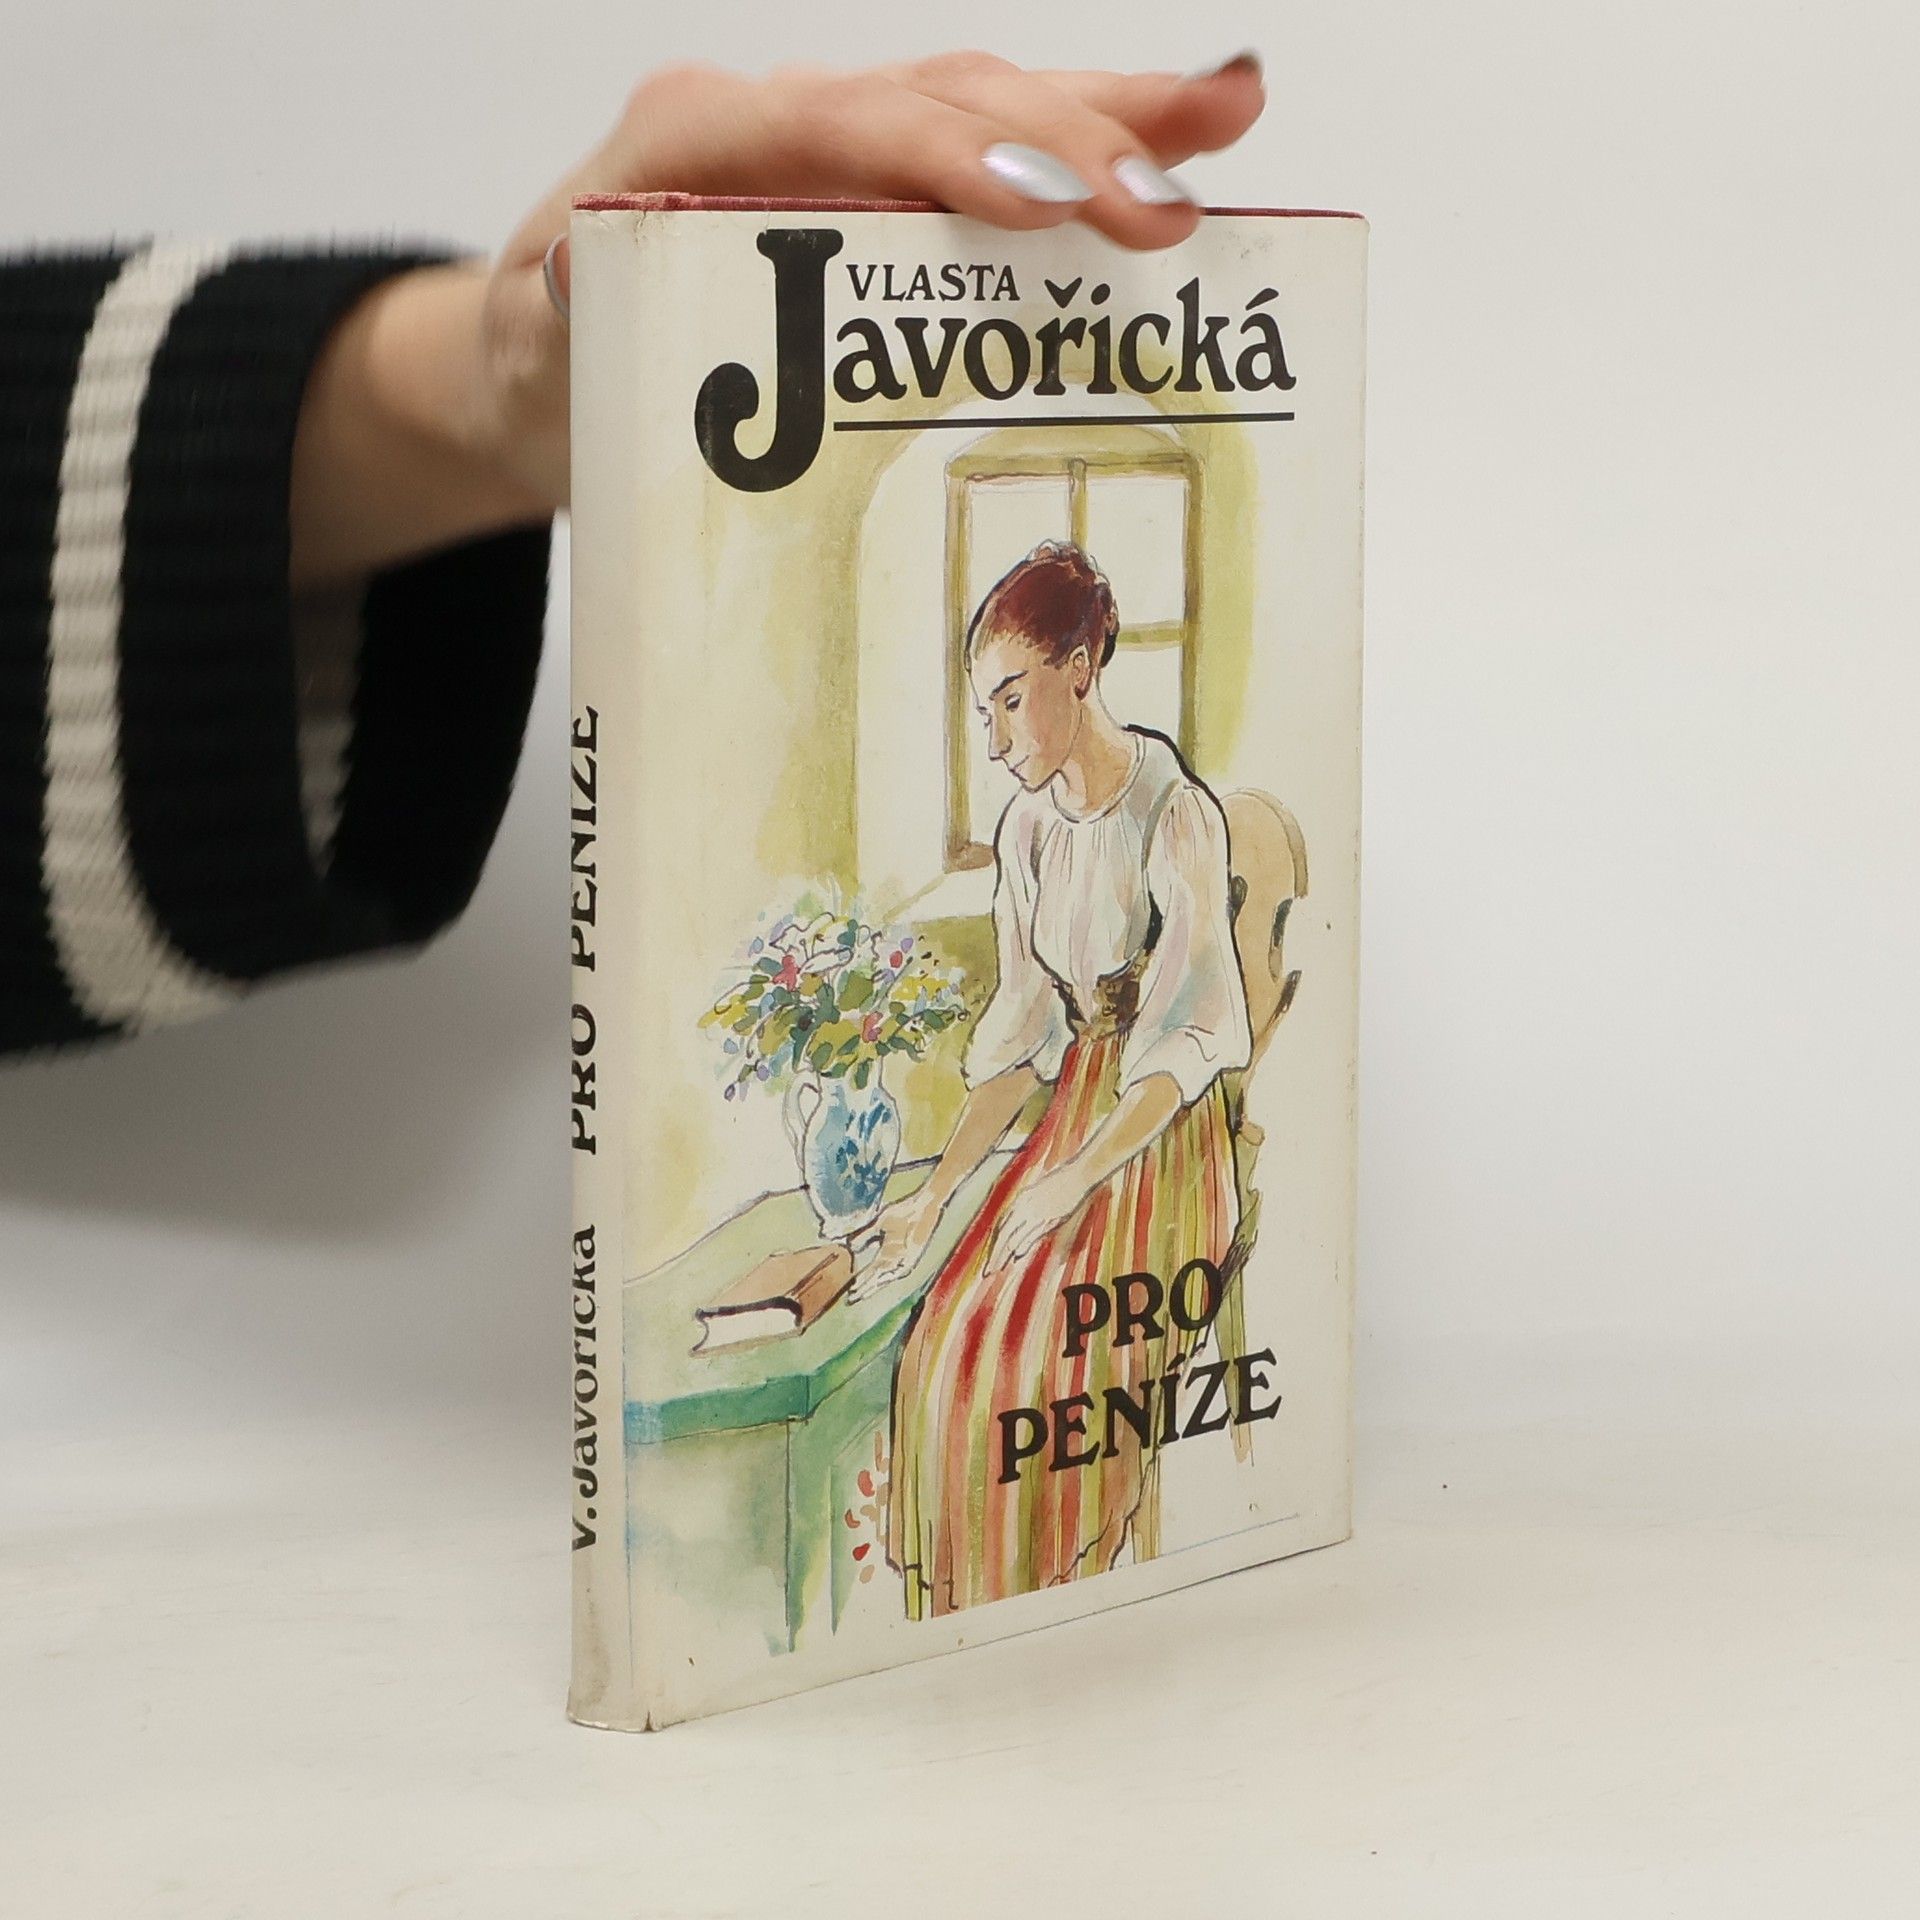 VLASTA
Javořická
PRO
PENÍZE
V. Javořická PRO PENÍZE